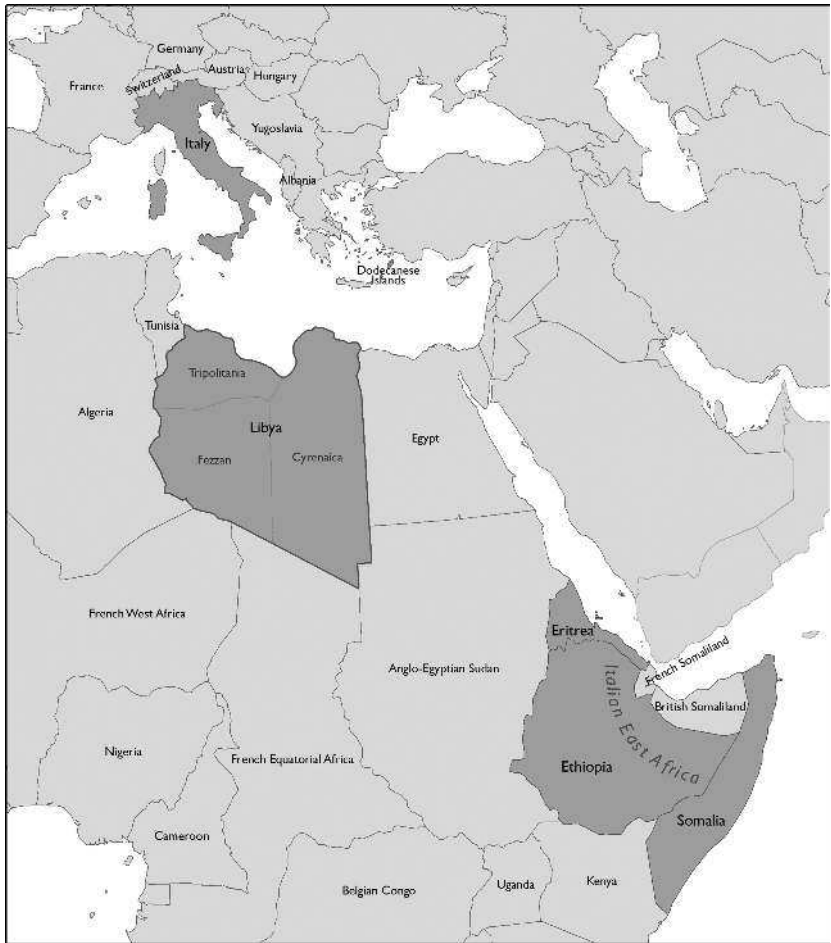 Germany
Switzerland
Austria
Hungary
France
Italy
Yugoslavia
Albania
Dodecanese
Islands
Tunisia
Tripolitania
Algeria
Libya
Egypt
Fezzan
Cyrenaica
French West Africa
Eritrea
Anglo-Egyptian Sudan
French Somaliland
British Somaliland
Italian East Africa
Nigeria
French Equatorial Africa
Ethiopia
Somalia
Cameroon
Belgian Congo
Uganda
Kenya